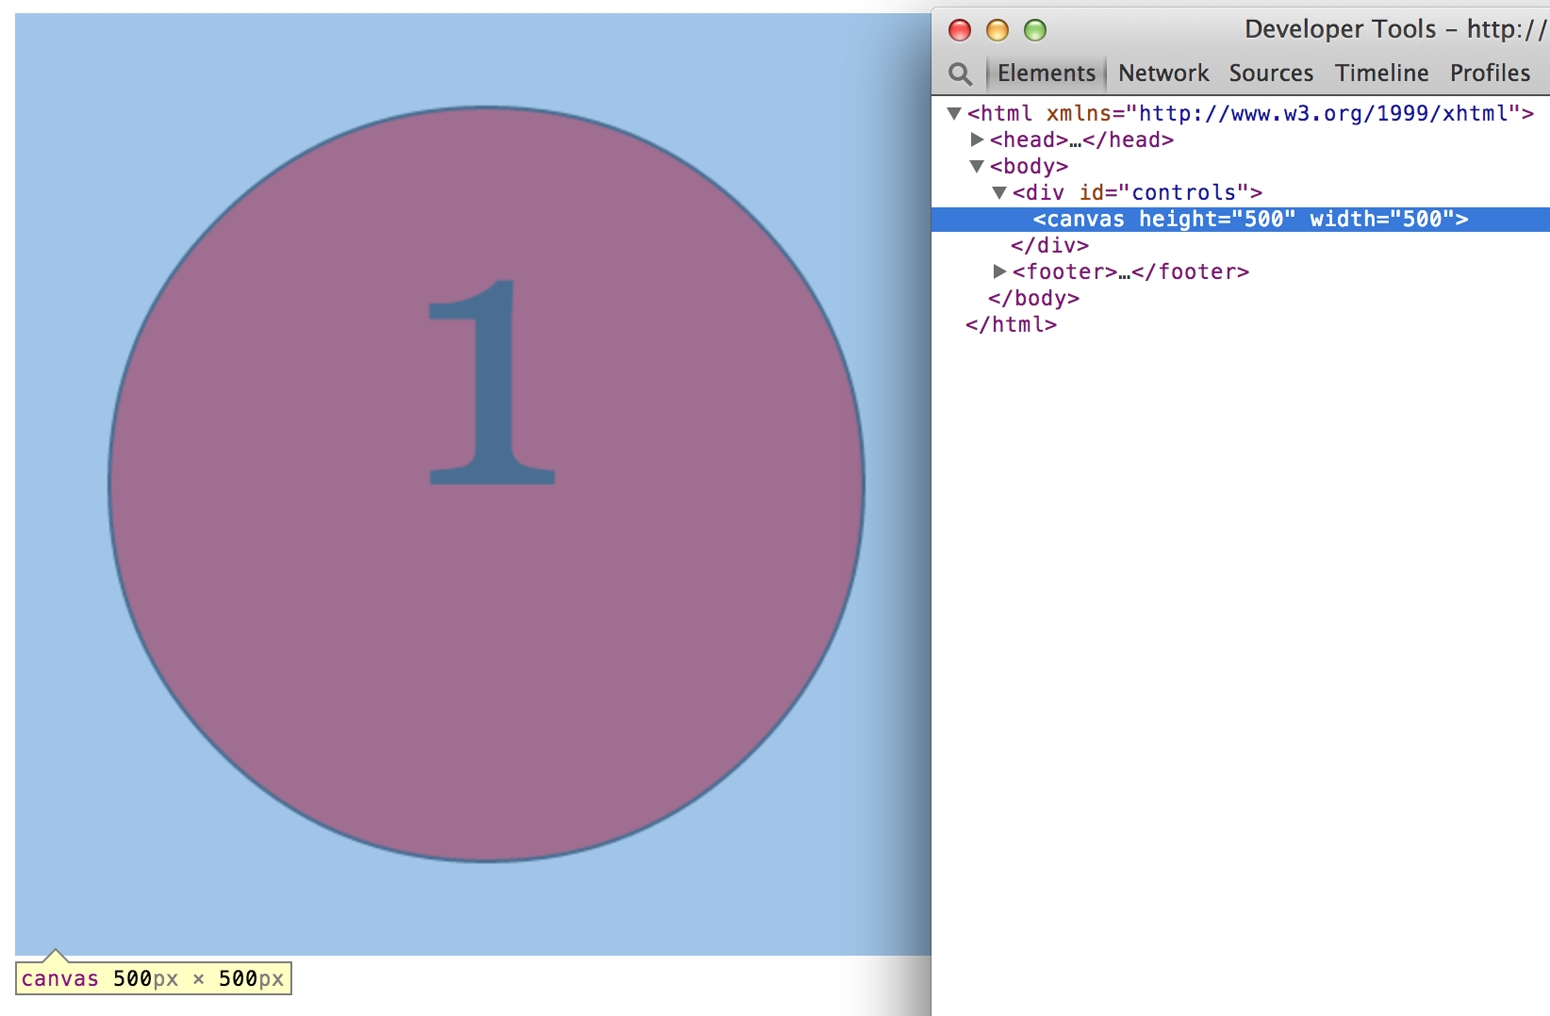 1
canvas 500px × 500px
Developer Tools - http://
Elements Network Sources Timeline Profiles
<html xmlns="http://www.w3.org/1999/xhtml">
<head>…</head>
<body>
<div id="controls">
<canvas height="500" width="500">
</div>
<footer>…</footer>
</body>
</html>